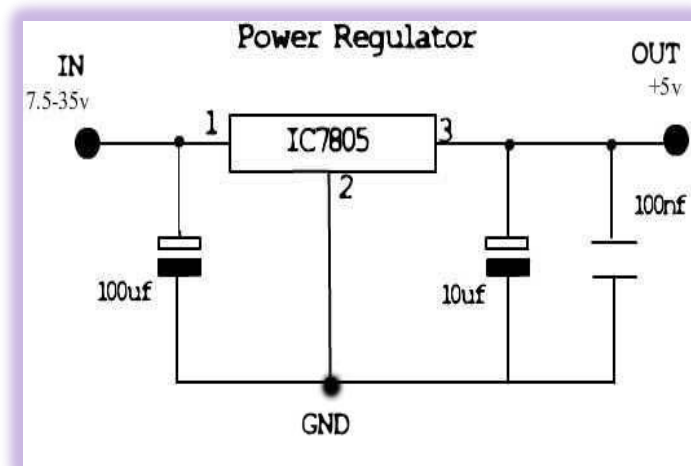 Power Regulator
IN
7.5-35v
OUT
+5v
1
IC7805
3
2
100uf
10uf
100nf
GND